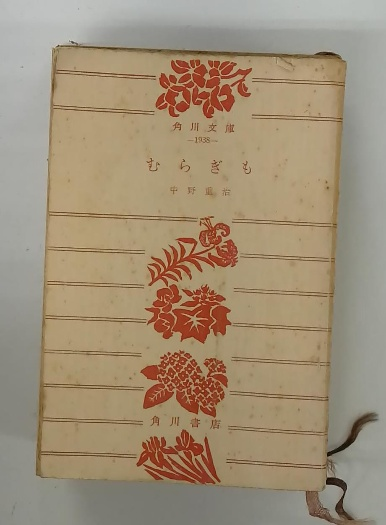 角川文庫
—1938—
むらぎも
中野重治
角川書店